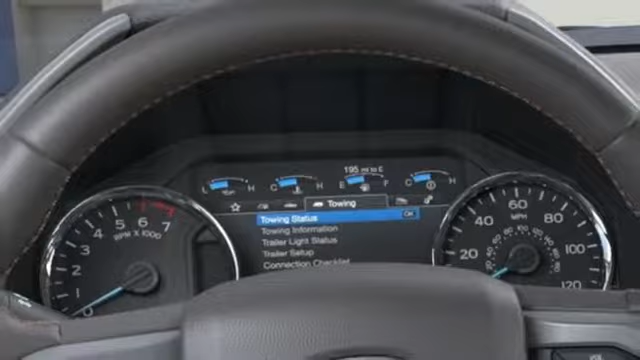 195 mi to E
L H C H E F C H
Towing
Towing Status OK
Towing Information
Trailer Light Status
Trailer Setup
Connection Checklist
0 1 2 3 4 5 6 7
RPM X 1000
20 40 60 80 100 120
MPH